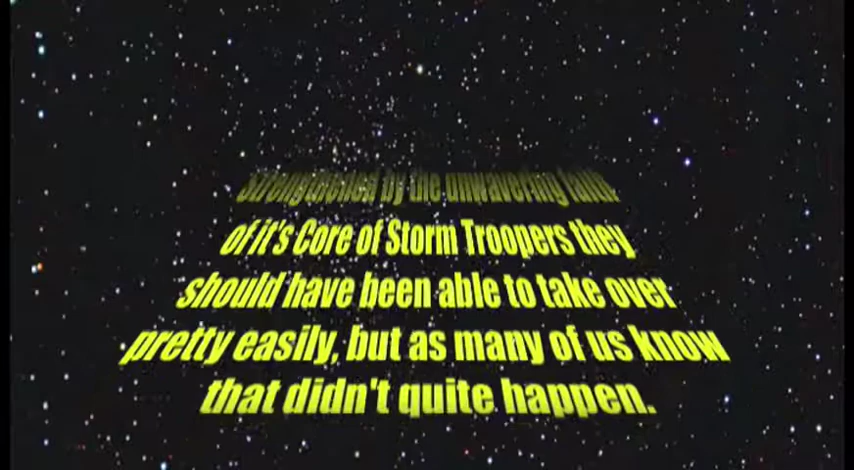 strengthened by the unwavering faith
of it's Core of Storm Troopers they
should have been able to take over
pretty easily, but as many of us know
that didn't quite happen.